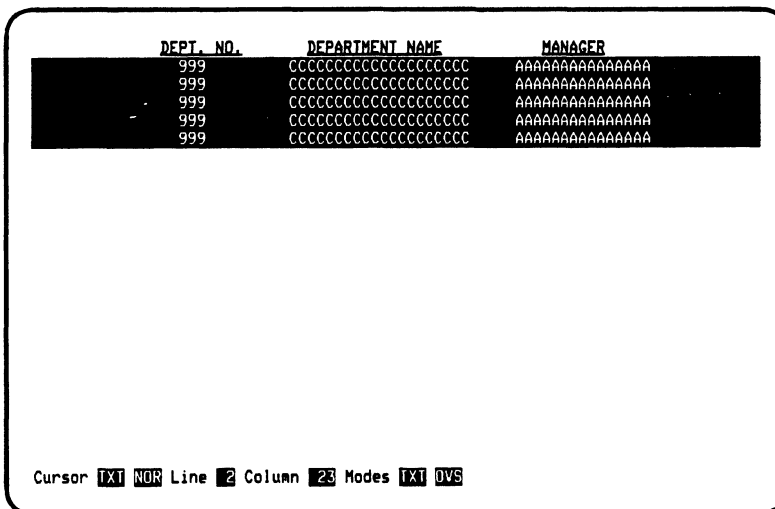 DEPT. NO. DEPARTMENT NAME MANAGER
999 CCCCCCCCCCCCCCCCCCCC AAAAAAAAAAAAAAA
999 CCCCCCCCCCCCCCCCCCCC AAAAAAAAAAAAAAA
999 CCCCCCCCCCCCCCCCCCCC AAAAAAAAAAAAAAA
999 CCCCCCCCCCCCCCCCCCCC AAAAAAAAAAAAAAA
999 CCCCCCCCCCCCCCCCCCCC AAAAAAAAAAAAAAA
Cursor TXT NOR Line 2 Column 23 Modes TXT OVS